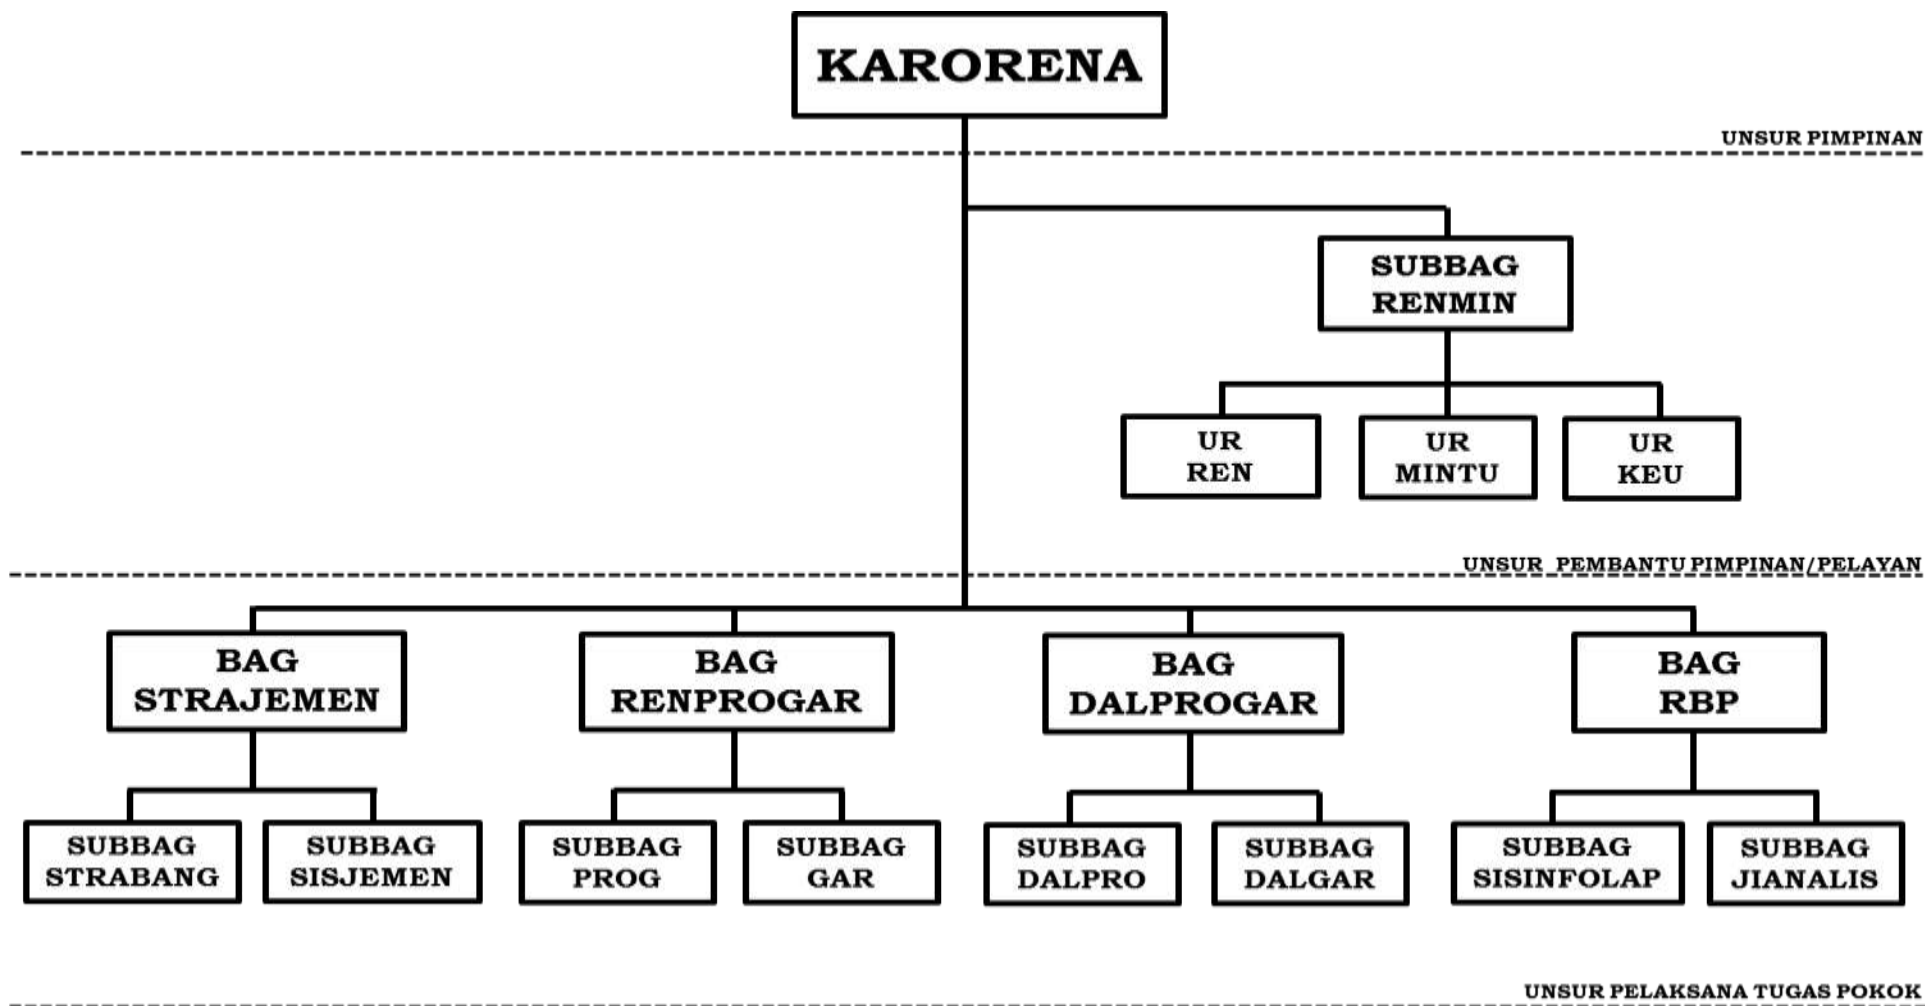 KARORENA
UNSUR PIMPINAN
SUBBAG
RENMIN
UR
REN
UR
MINTU
UR
KEU
UNSUR PEMBANTU PIMPINAN/PELAYAN
BAG
STRAJEMEN
BAG
RENPROGAR
BAG
DALPROGAR
BAG
RBP
SUBBAG
STRABANG
SUBBAG
SISJEMEN
SUBBAG
PROG
SUBBAG
GAR
SUBBAG
DALPRO
SUBBAG
DALGAR
SUBBAG
SISINFOLAP
SUBBAG
JIANALIS
UNSUR PELAKSANA TUGAS POKOK